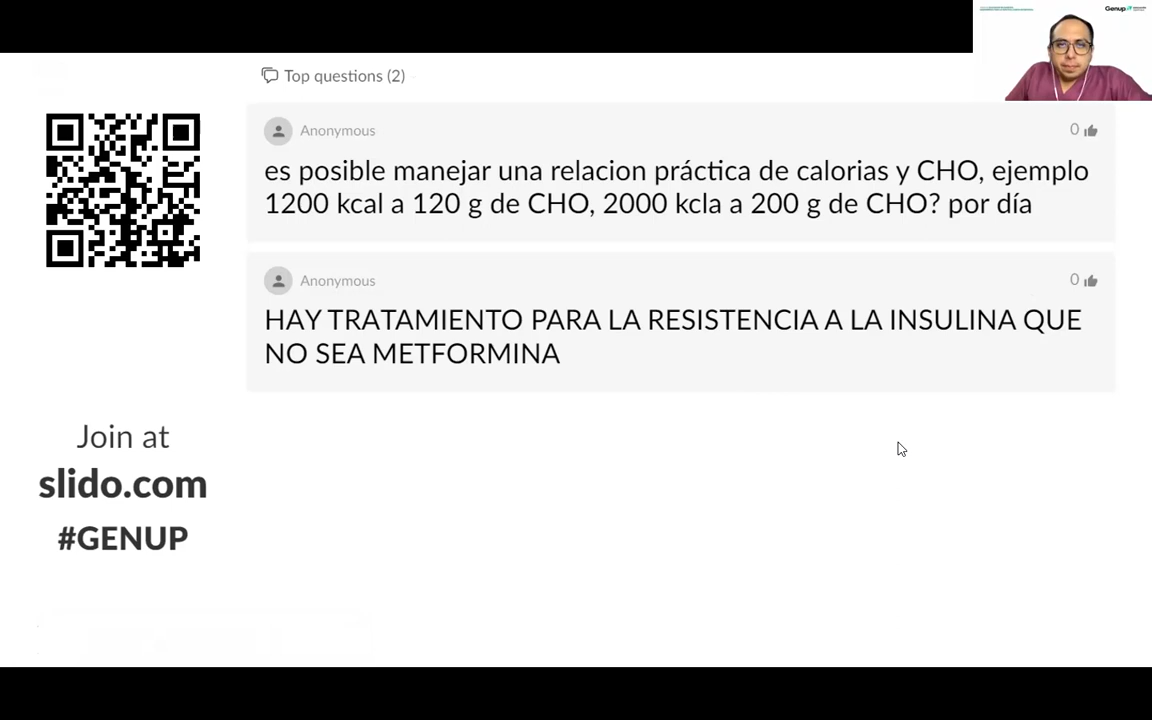 Genup
Top questions (2)
Anonymous
0
es posible manejar una relacion práctica de calorias y CHO, ejemplo
1200 kcal a 120 g de CHO, 2000 kcla a 200 g de CHO? por día
Anonymous
0
HAY TRATAMIENTO PARA LA RESISTENCIA A LA INSULINA QUE
NO SEA METFORMINA
Join at
slido.com
#GENUP